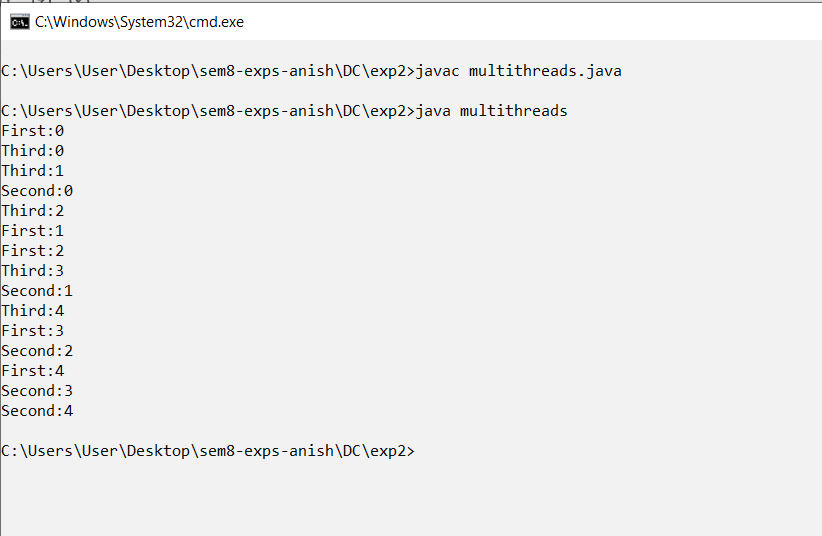 C:\Windows\System32\cmd.exe
C:\Users\User\Desktop\sem8-exps-anish\DC\exp2>javac multithreads.java
C:\Users\User\Desktop\sem8-exps-anish\DC\exp2>java multithreads
First:0
Third:0
Third:1
Second:0
Third:2
First:1
First:2
Third:3
Second:1
Third:4
First:3
Second:2
First:4
Second:3
Second:4
C:\Users\User\Desktop\sem8-exps-anish\DC\exp2>